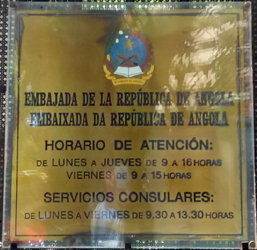 EMBAJADA DE LA REPÚBLICA DE ANGOLA
EMBAIXADA DA REPÚBLICA DE ANGOLA
HORARIO DE ATENCIÓN:
DE LUNES A JUEVES DE 9 A 16 HORAS
VIERNES DE 9 A 15 HORAS
SERVICIOS CONSULARES:
DE LUNES A VIERNES DE 9.30 A 13.30 HORAS